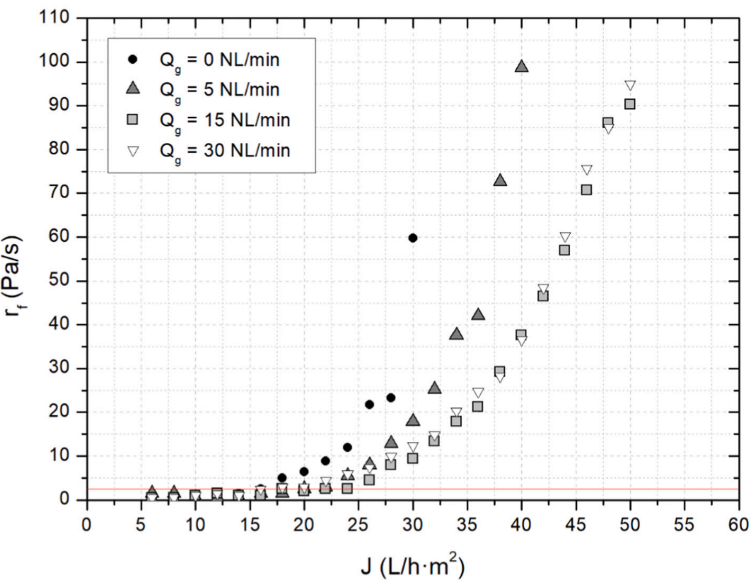 110
100
90
80
70
60
50
40
30
20
10
0
r_f (Pa/s)
Q_g = 0 NL/min
Q_g = 5 NL/min
Q_g = 15 NL/min
Q_g = 30 NL/min
0 5 10 15 20 25 30 35 40 45 50 55 60
J (L/h·m²)